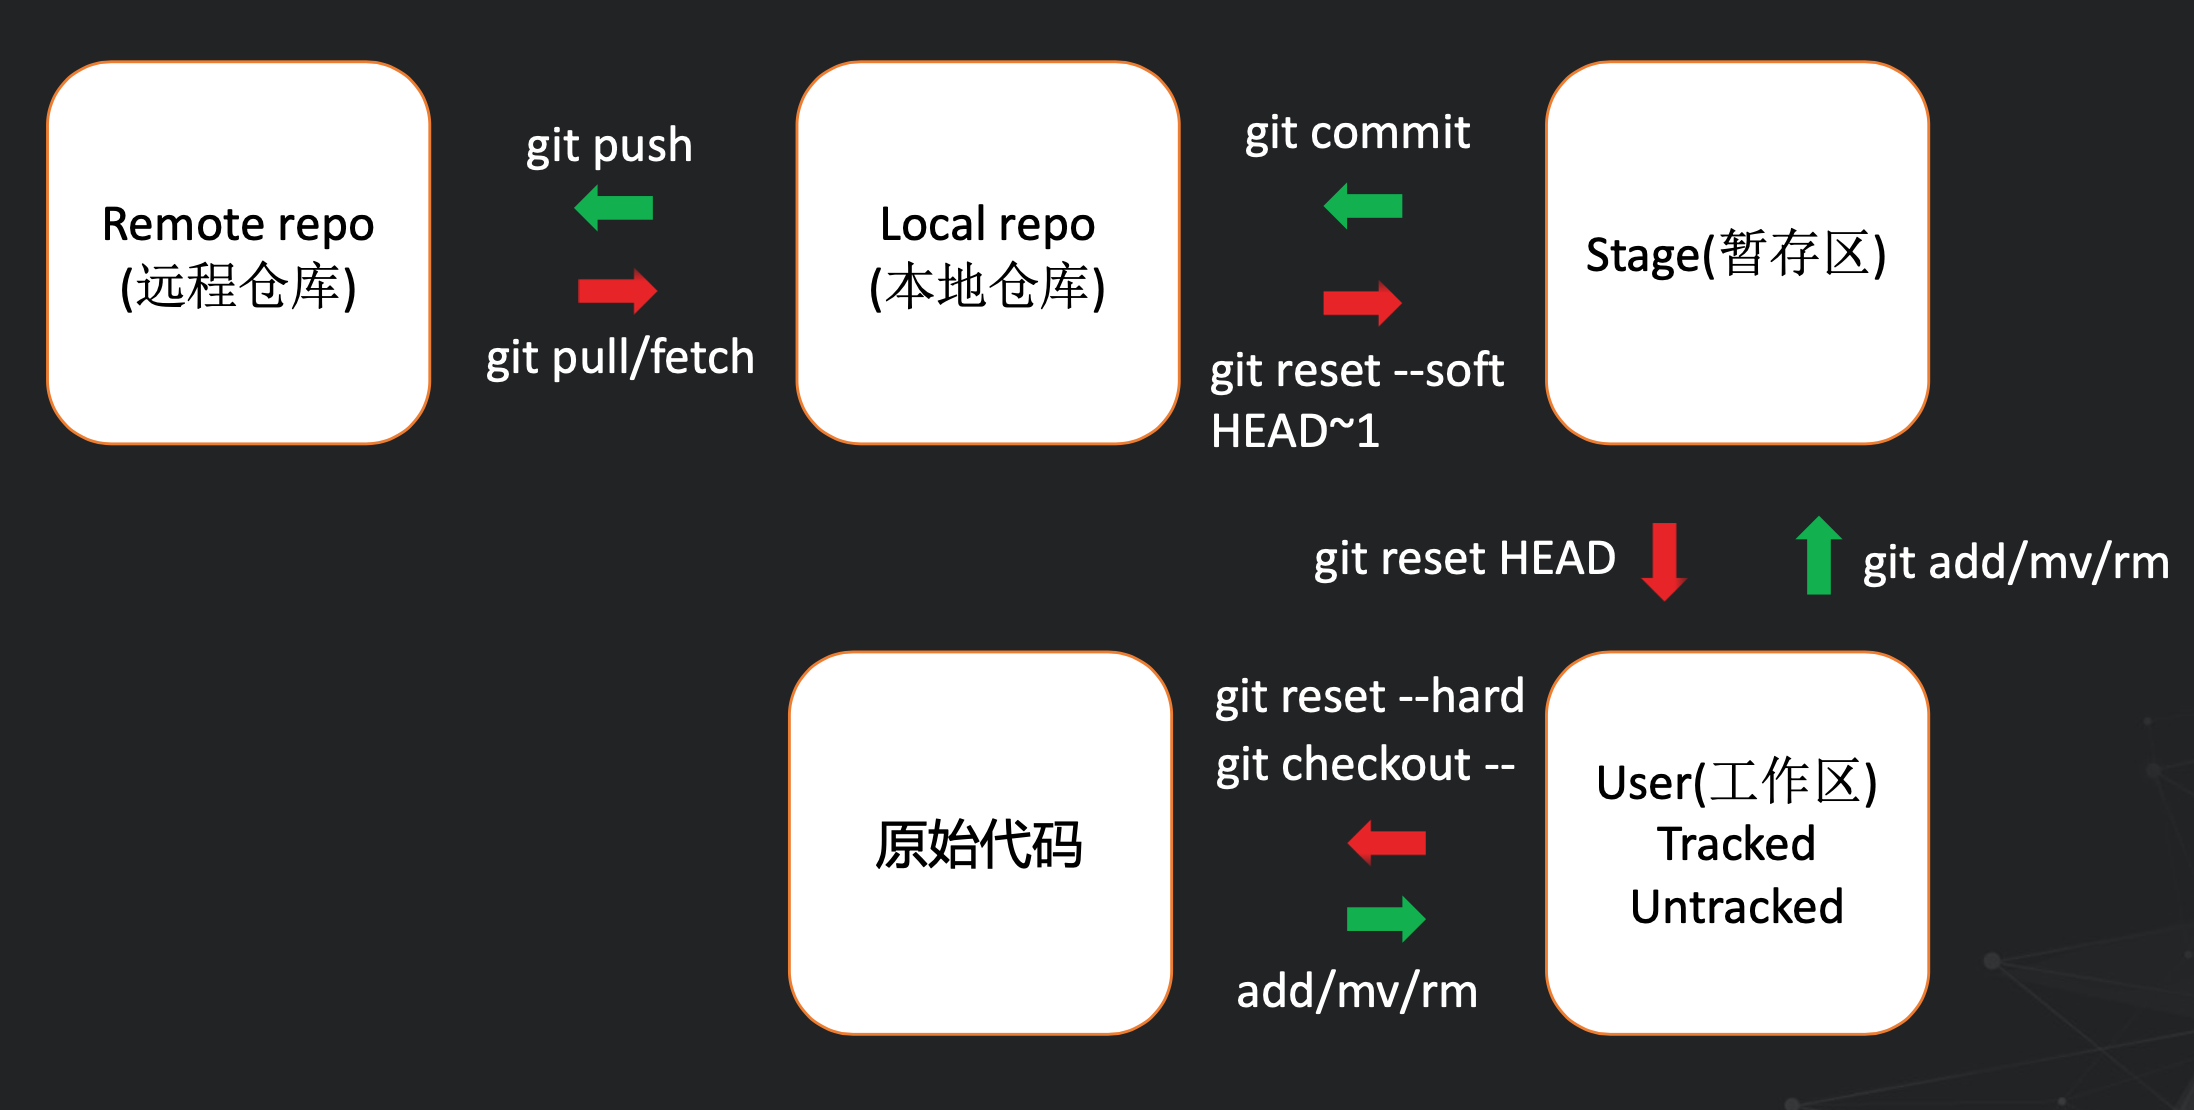 Remote repo
(远程仓库)
git push
git pull/fetch
Local repo
(本地仓库)
git commit
git reset --soft
HEAD~1
Stage(暂存区)
git reset HEAD
git add/mv/rm
原始代码
git reset --hard
git checkout --
add/mv/rm
User(工作区)
Tracked
Untracked